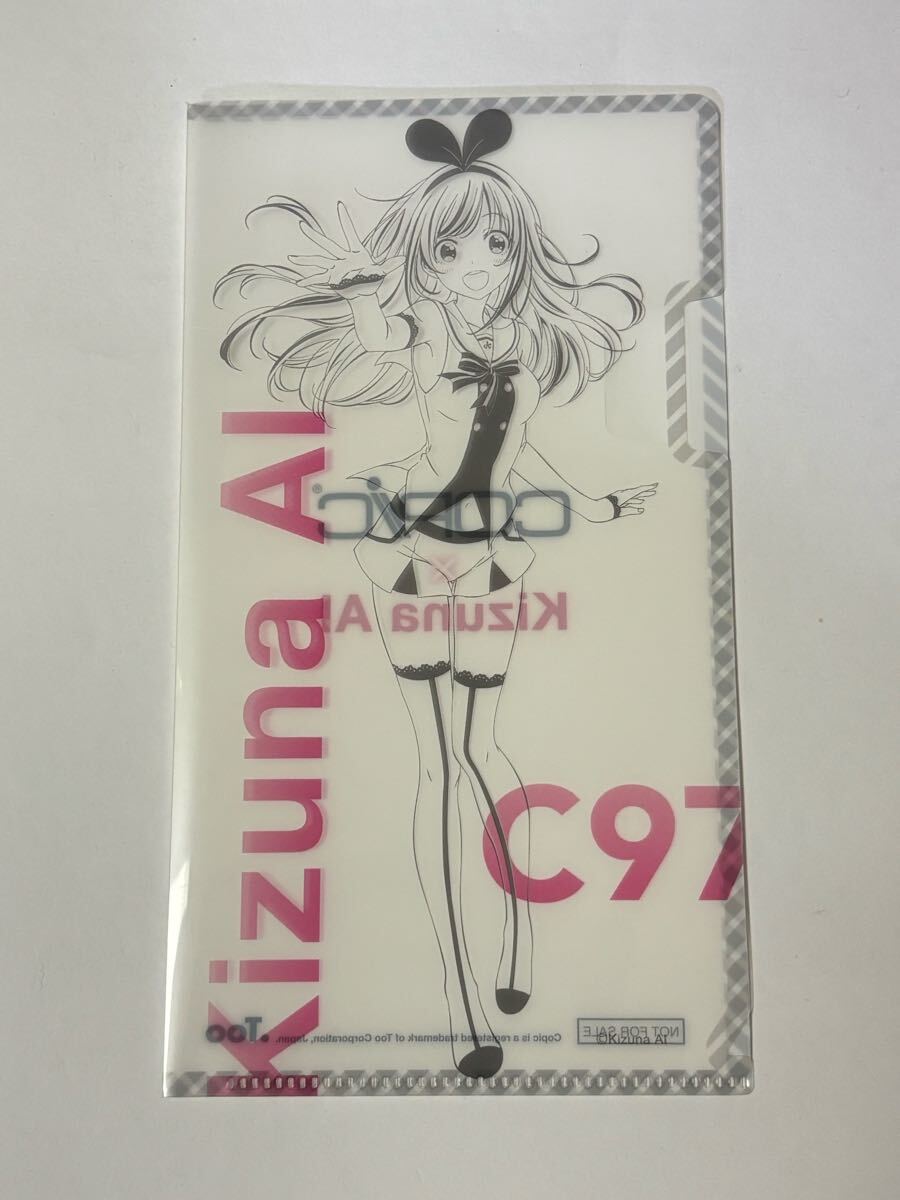 Kizuna AI
COPIC®
×
Kizuna AI
C97
.Too
Copic is a registered trademark of Too Corporation, Japan.
NOT FOR SALE
©Kizuna AI